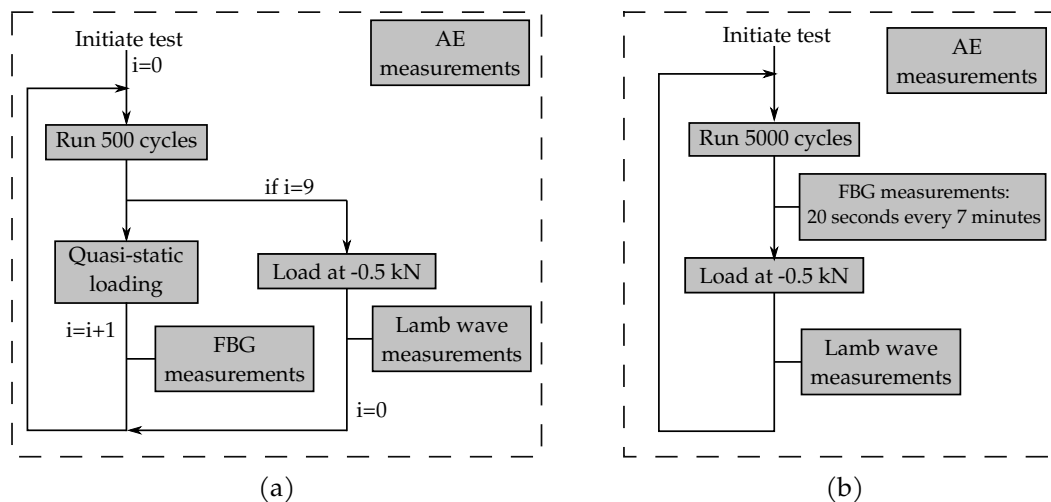 Initiate test
i=0
AE
measurements
Run 500 cycles
if i=9
Quasi-static
loading
Load at -0.5 kN
i=i+1
FBG
measurements
Lamb wave
measurements
i=0
(a)
Initiate test
AE
measurements
Run 5000 cycles
FBG measurements:
20 seconds every 7 minutes
Load at -0.5 kN
Lamb wave
measurements
(b)